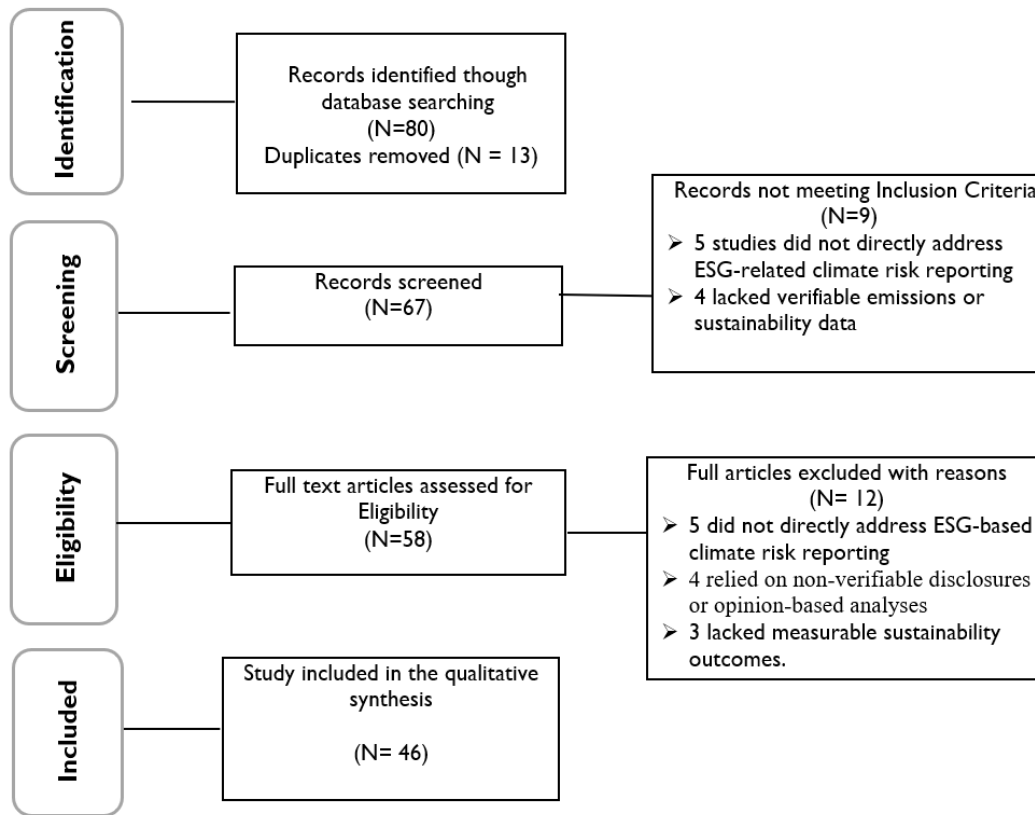 Identification
Records identified though
database searching
(N=80)
Duplicates removed (N = 13)
Screening
Records screened
(N=67)
Records not meeting Inclusion Criteria
(N=9)
➢ 5 studies did not directly address
ESG-related climate risk reporting
➢ 4 lacked verifiable emissions or
sustainability data
Eligibility
Full text articles assessed for
Eligibility
(N=58)
Full articles excluded with reasons
(N= 12)
➢ 5 did not directly address ESG-based
climate risk reporting
➢ 4 relied on non-verifiable disclosures
or opinion-based analyses
➢ 3 lacked measurable sustainability
outcomes.
Included
Study included in the qualitative
synthesis
(N= 46)